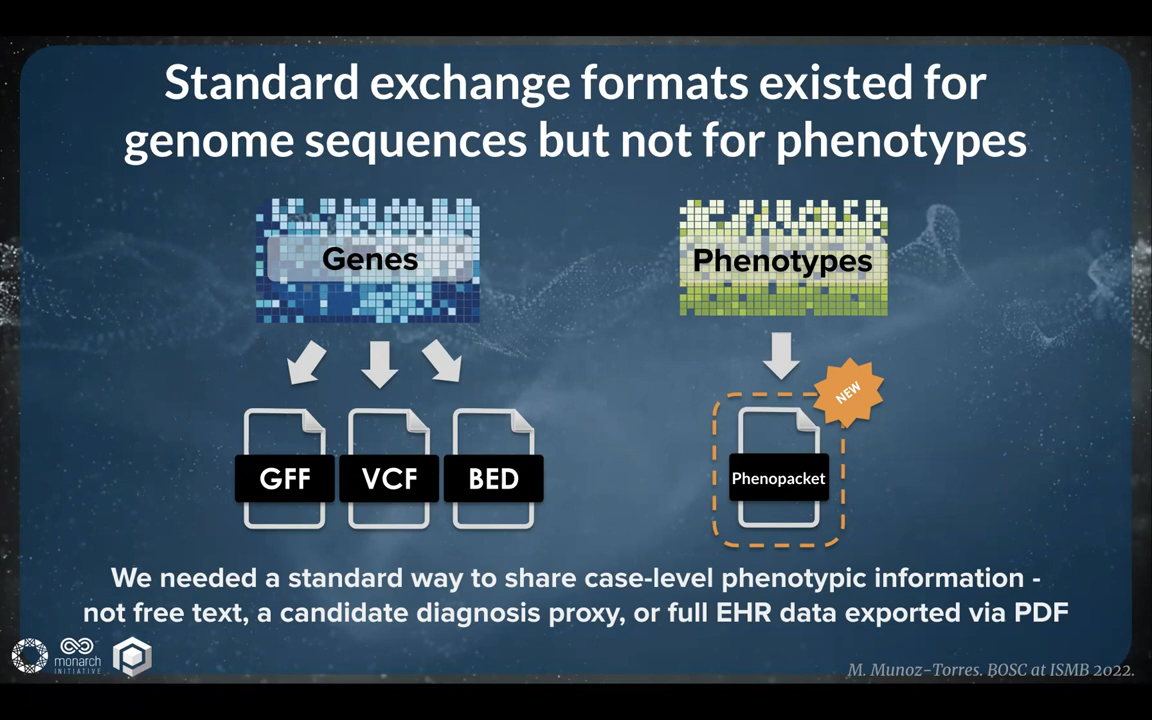 Standard exchange formats existed for
genome sequences but not for phenotypes
Genes
Phenotypes
NEW
GFF
VCF
BED
Phenopacket
We needed a standard way to share case-level phenotypic information -
not free text, a candidate diagnosis proxy, or full EHR data exported via PDF
monarch
INITIATIVE
M. Munoz-Torres. BOSC at ISMB 2022.